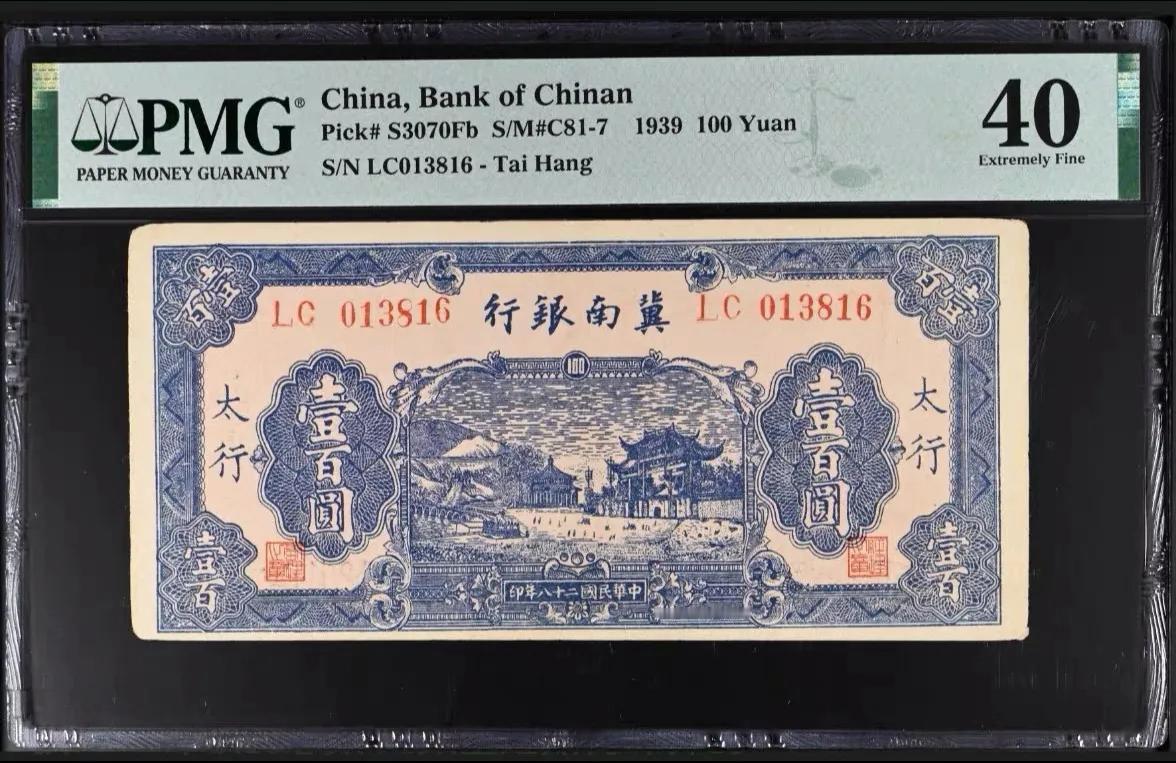 PMG®
PAPER MONEY GUARANTY
China, Bank of Chinan
Pick# S3070Fb S/M#C81-7 1939 100 Yuan
S/N LC013816 - Tai Hang
40
Extremely Fine
壹百
百壹
LC 013816
行銀南冀
LC 013816
100
太行
壹百圓
壹百圓
太行
壹百
壹百
印年八十二國民華中